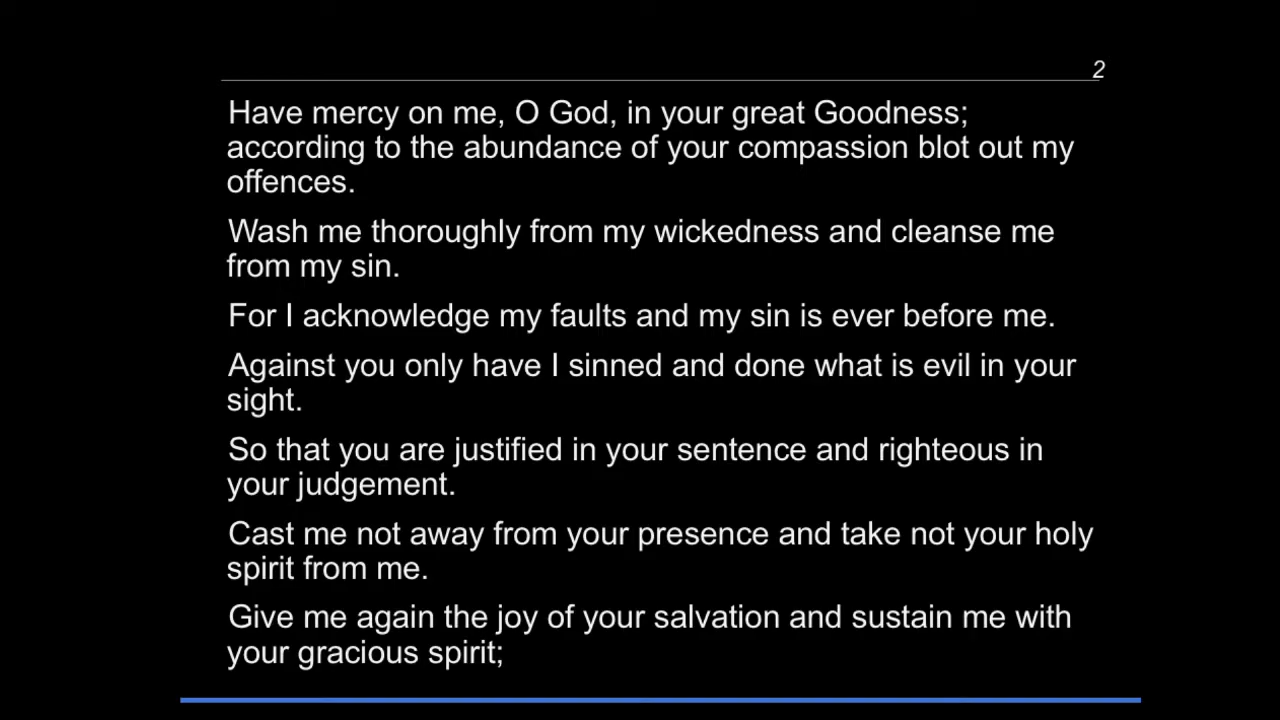 2
Have mercy on me, O God, in your great Goodness;
according to the abundance of your compassion blot out my
offences.
Wash me thoroughly from my wickedness and cleanse me
from my sin.
For I acknowledge my faults and my sin is ever before me.
Against you only have I sinned and done what is evil in your
sight.
So that you are justified in your sentence and righteous in
your judgement.
Cast me not away from your presence and take not your holy
spirit from me.
Give me again the joy of your salvation and sustain me with
your gracious spirit;